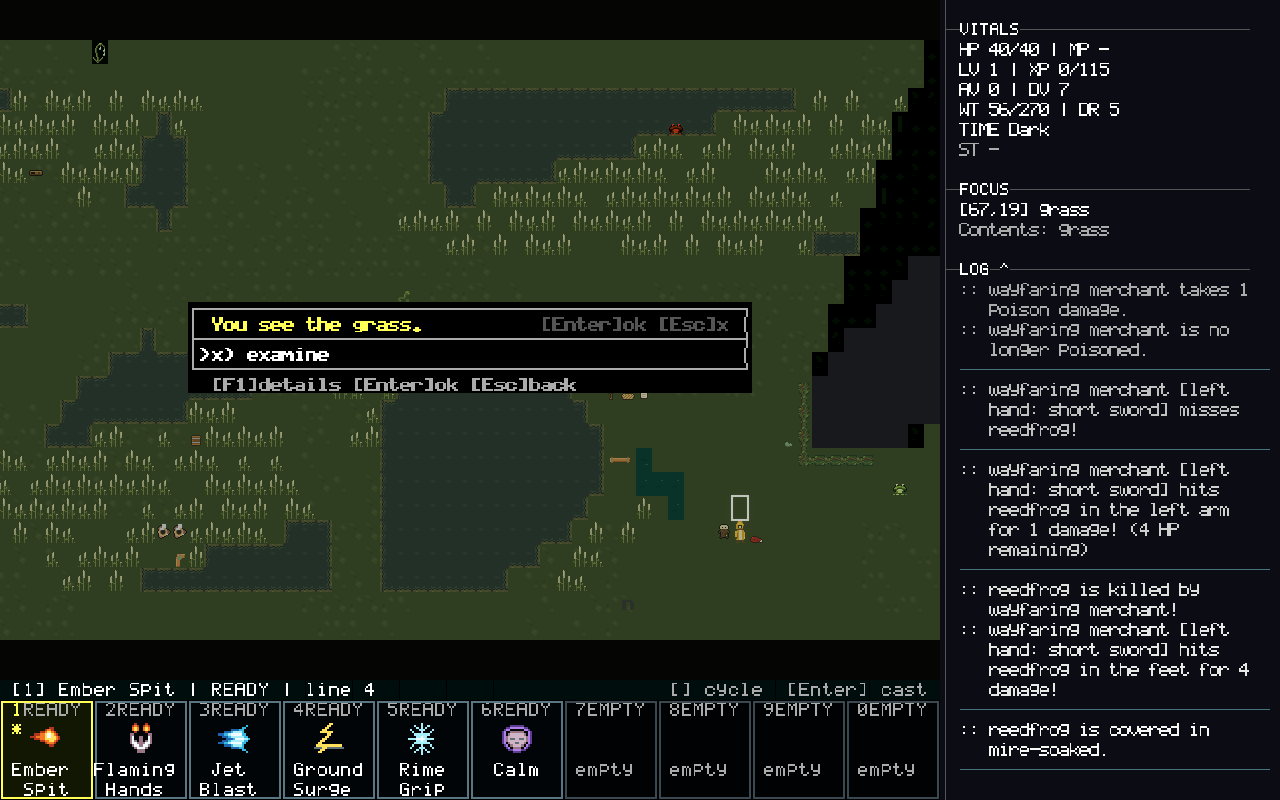 VITALS
HP 40/40 | MP -
LV 1 | XP 0/115
AV 0 | DV 7
WT 56/270 | DR 5
TIME Dark
ST -
FOCUS
[67,19] grass
Contents: grass
LOG ^
:: wayfaring merchant takes 1
Poison damage.
:: wayfaring merchant is no
longer Poisoned.
:: wayfaring merchant [left
hand: short sword] misses
reedfrog!
:: wayfaring merchant [left
hand: short sword] hits
reedfrog in the left arm
for 1 damage! (4 HP
remaining)
:: reedfrog is killed by
wayfaring merchant!
:: wayfaring merchant [left
hand: short sword] hits
reedfrog in the feet for 4
damage!
:: reedfrog is covered in
mire-soaked.
You see the grass. [Enter]ok [Esc]x
>x) examine
[F1]details [Enter]ok [Esc]back
[1] Ember Spit | READY | line 4 [] cycle [Enter] cast
1READY 2READY 3READY 4READY 5READY 6READY 7EMPTY 8EMPTY 9EMPTY 0EMPTY
*
Ember Flaming Jet Ground Rime Calm empty empty empty empty
Spit Hands Blast Surge Grip